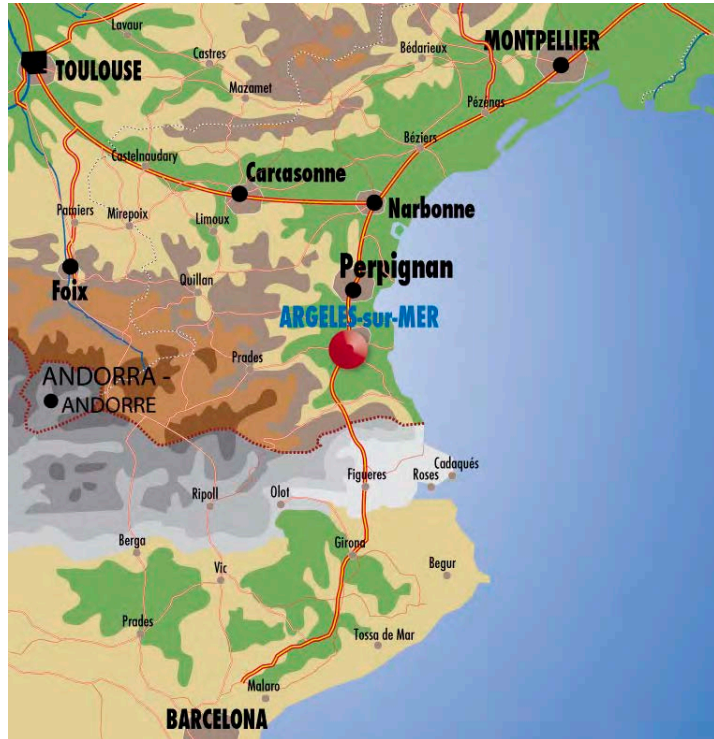 Lavaur
Castres
Bédarieux
MONTPELLIER
TOULOUSE
Mazamet
Pézénas
Béziers
Castelnaudary
Carcasonne
Narbonne
Pamiers
Mirepoix
Limoux
Perpignan
Foix
Quillan
ARGELES-sur-MER
Prades
ANDORRA -
ANDORRE
Cadaqués
Figueres
Roses
Ripoll
Olot
Berga
Girona
Vic
Begur
Prades
Tossa de Mar
Malaro
BARCELONA